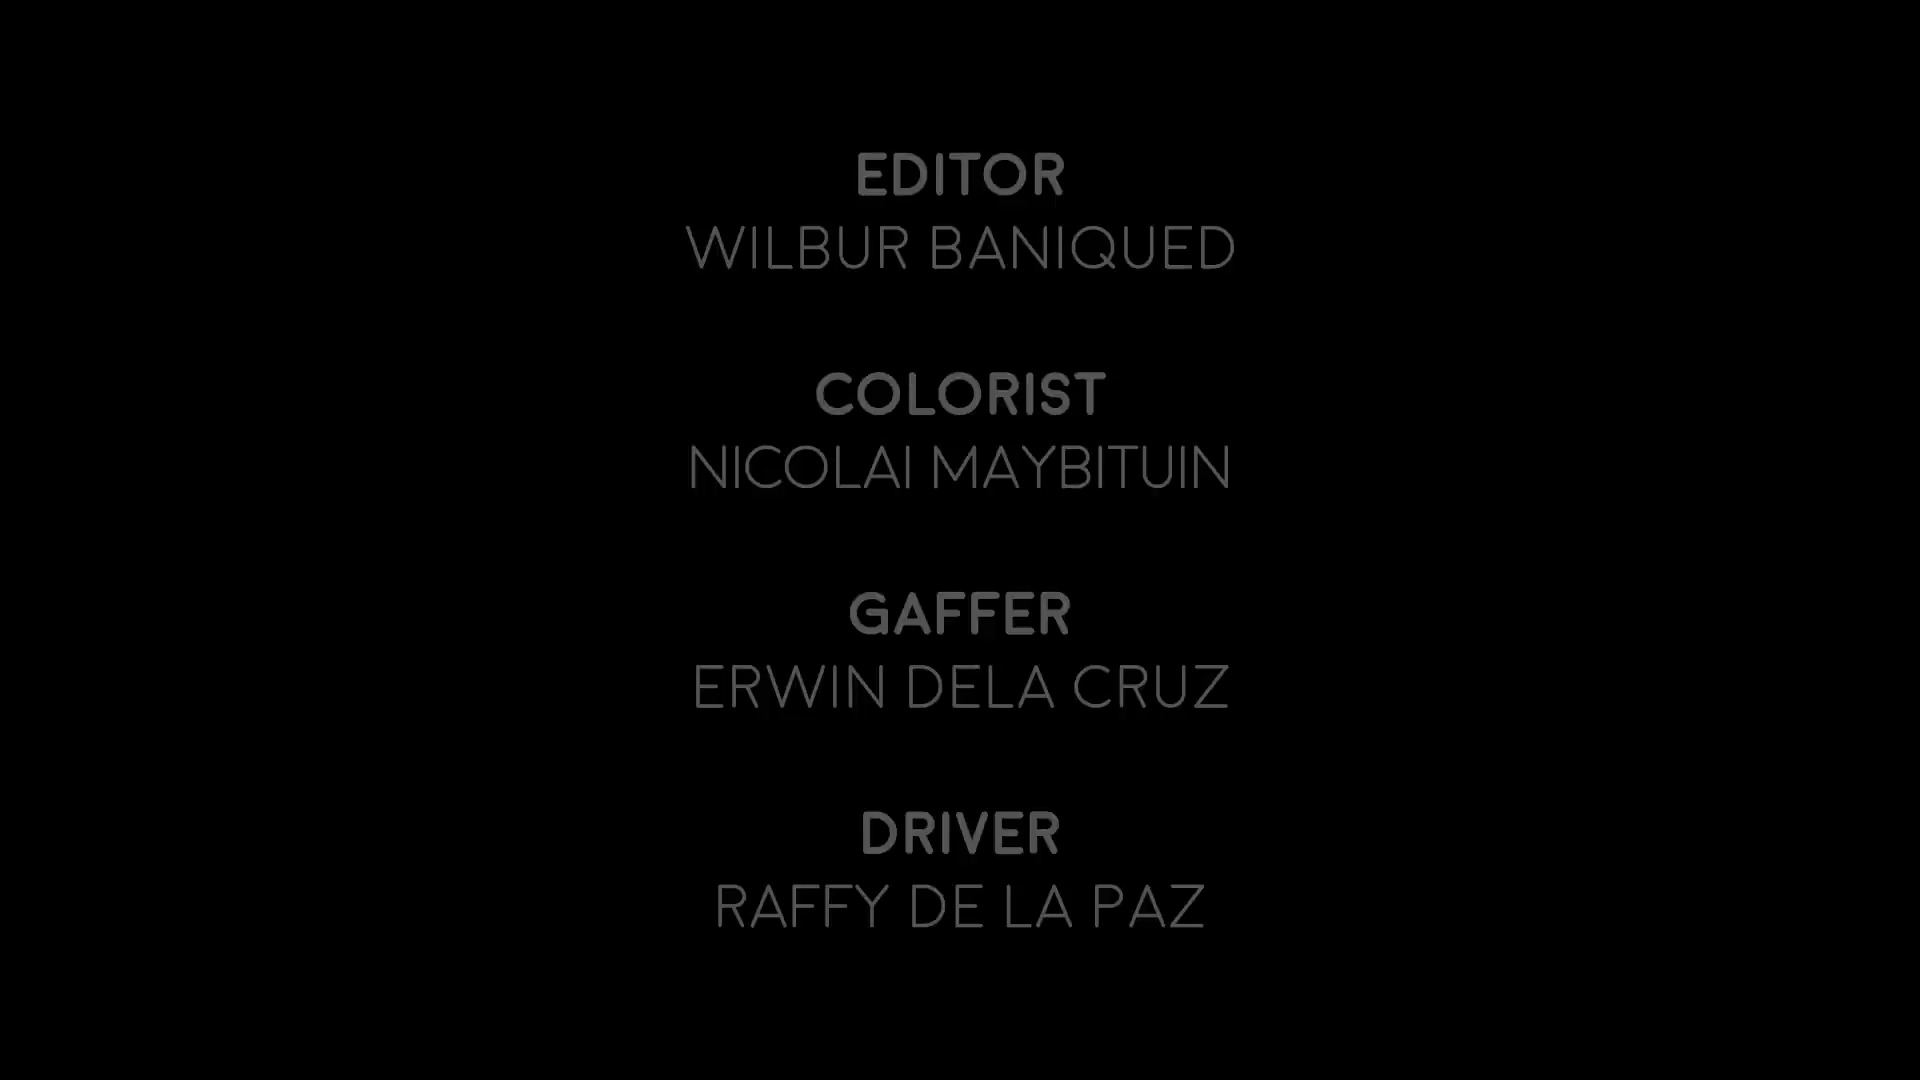 EDITOR
WILBUR BANIQUED
COLORIST
NICOLAI MAYBITUIN
GAFFER
ERWIN DELA CRUZ
DRIVER
RAFFY DE LA PAZ